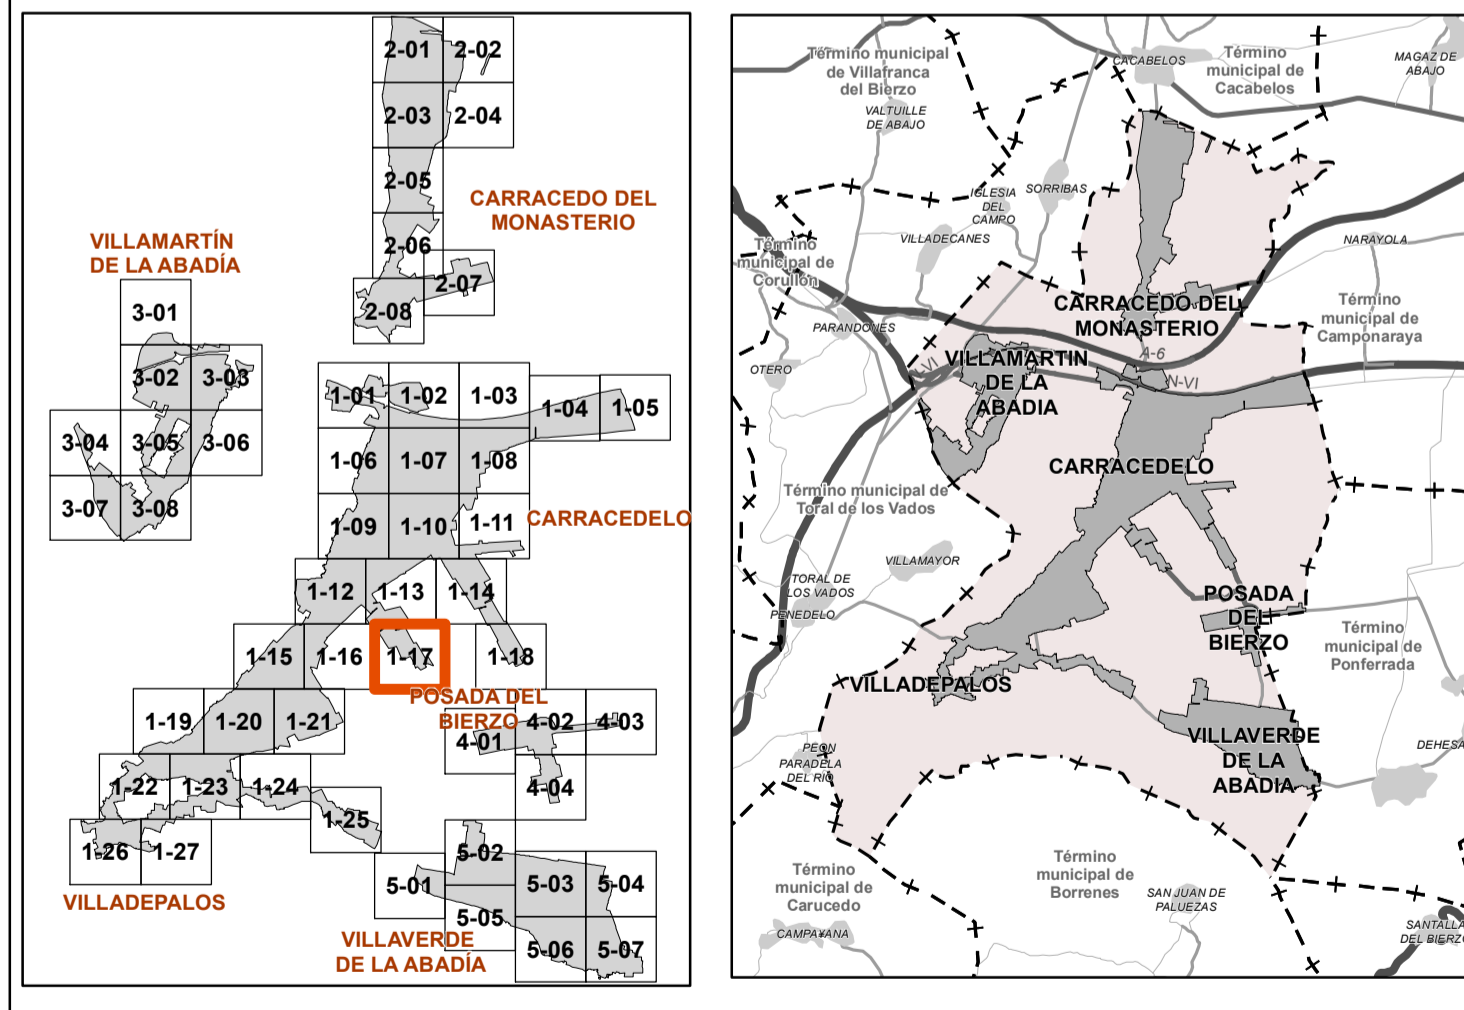 2-01
2-02
2-03
2-04
2-05
2-06
2-07
2-08
CARRACEDO DEL
MONASTERIO
VILLAMARTÍN
DE LA ABADÍA
3-01
3-02
3-03
3-04
3-05
3-06
3-07
3-08
1-01
1-02
1-03
1-04
1-05
1-06
1-07
1-08
1-09
1-10
1-11
CARRACEDELO
1-12
1-13
1-14
1-15
1-16
1-17
1-18
POSADA DEL
BIERZO
1-19
1-20
1-21
4-01
4-02
4-03
4-04
1-22
1-23
1-24
1-25
1-26
1-27
VILLADEPALOS
5-01
5-02
5-03
5-04
5-05
5-06
5-07
VILLAVERDE
DE LA ABADÍA
Término municipal
de Villafranca
del Bierzo
CACABELOS
Término
municipal de
Cacabelos
MAGAZ DE
ABAJO
VALTUILLE
DE ABAJO
IGLESIA
DEL
CAMPO
SORRIBAS
VILLADECANES
NARAYOLA
Término
municipal de
Corullón
CARRACEDO DEL
MONASTERIO
Término
municipal de
Camponaraya
PARANDONES
A-6
OTERO
VILLAMARTIN
DE LA
ABADIA
N-VI
CARRACEDELO
Término municipal de
Toral de los Vados
VILLAMAYOR
TORAL DE
LOS VADOS
PENEDELO
POSADA
DEL
BIERZO
Término
municipal de
Ponferrada
VILLADEPALOS
VILLAVERDE
DE LA
ABADIA
DEHESA
PEON
PARADELA
DEL RÍO
Término
municipal de
Carucedo
Término
municipal de
Borrenes
SAN JUAN DE
PALUEZAS
CAMPA¥ANA
SANTALLA
DEL BIERZO